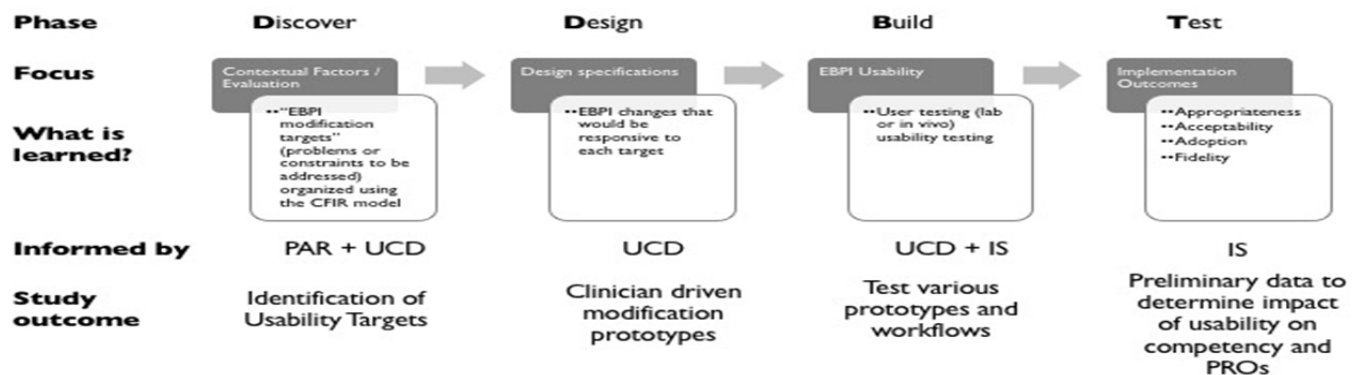 Phase
Discover
Design
Build
Test
Focus
Contextual Factors /
Evaluation
Design specifications
EBPI Usability
Implementation
Outcomes
What is
learned?
••"EBPI
modification
targets"
(problems or
constraints to be
addressed)
organized using
the CFIR model
••EBPI changes that
would be
responsive to
each target
••User testing (lab
or in vivo)
usability testing
••Appropriateness
••Acceptability
••Adoption
••Fidelity
Informed by
PAR + UCD
UCD
UCD + IS
IS
Study
outcome
Identification of
Usability Targets
Clinician driven
modification
prototypes
Test various
prototypes and
workflows
Preliminary data to
determine impact
of usability on
competency and
PROs